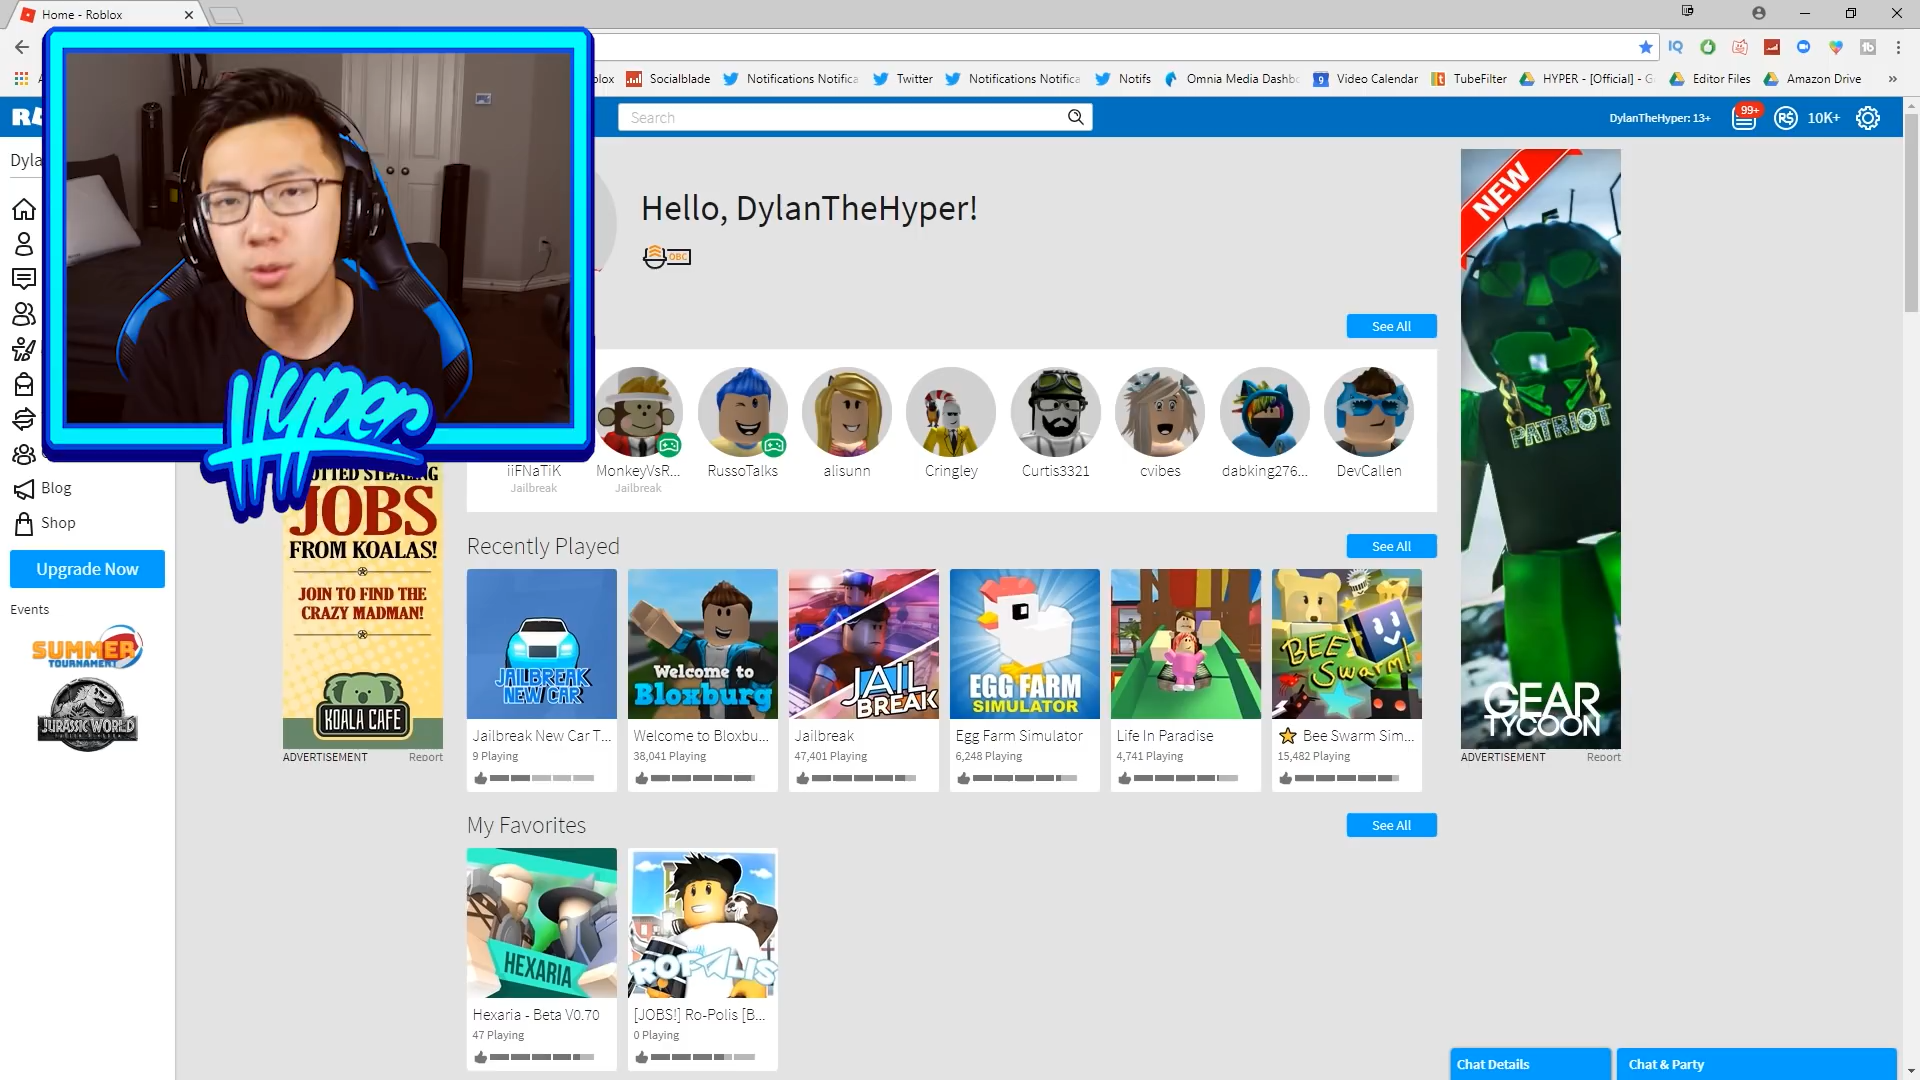 Home - Roblox
Socialblade
Notifications Notifica
Twitter
Notifications Notifica
Notifs
Omnia Media Dashb
9
Video Calendar
TubeFilter
HYPER - [Official] - G
Editor Files
Amazon Drive
IQ
Search
DylanTheHyper: 13+
99+
R$
10K+
Dyla
Hello, DylanTheHyper!
OBC
Hyper
See All
iiFNaTiK
Jailbreak
MonkeyVsR...
Jailbreak
RussoTalks
alisunn
Cringley
Curtis3321
cvibes
dabking276...
DevCallen
Blog
Shop
Upgrade Now
Events
SUMMER
TOURNAMENT
JURASSIC WORLD
JOBS
FROM KOALAS!
JOIN TO FIND THE
CRAZY MADMAN!
KOALA CAFE
ADVERTISEMENT
Report
Recently Played
See All
JAILBREAK
NEW CAR
Jailbreak New Car T...
9 Playing
Welcome to
Bloxburg
Welcome to Bloxbu...
38,041 Playing
JAIL
BREAK
Jailbreak
47,401 Playing
EGG FARM
SIMULATOR
Egg Farm Simulator
6,248 Playing
Life In Paradise
4,741 Playing
BEE
Swarm!
Bee Swarm Sim...
15,482 Playing
My Favorites
See All
HEXARIA
Hexaria - Beta V0.70
47 Playing
ROPOLIS
[JOBS!] Ro-Polis [B...
0 Playing
NEW
PATRIOT
GEAR
TYCOON
ADVERTISEMENT
Report
Chat Details
Chat & Party